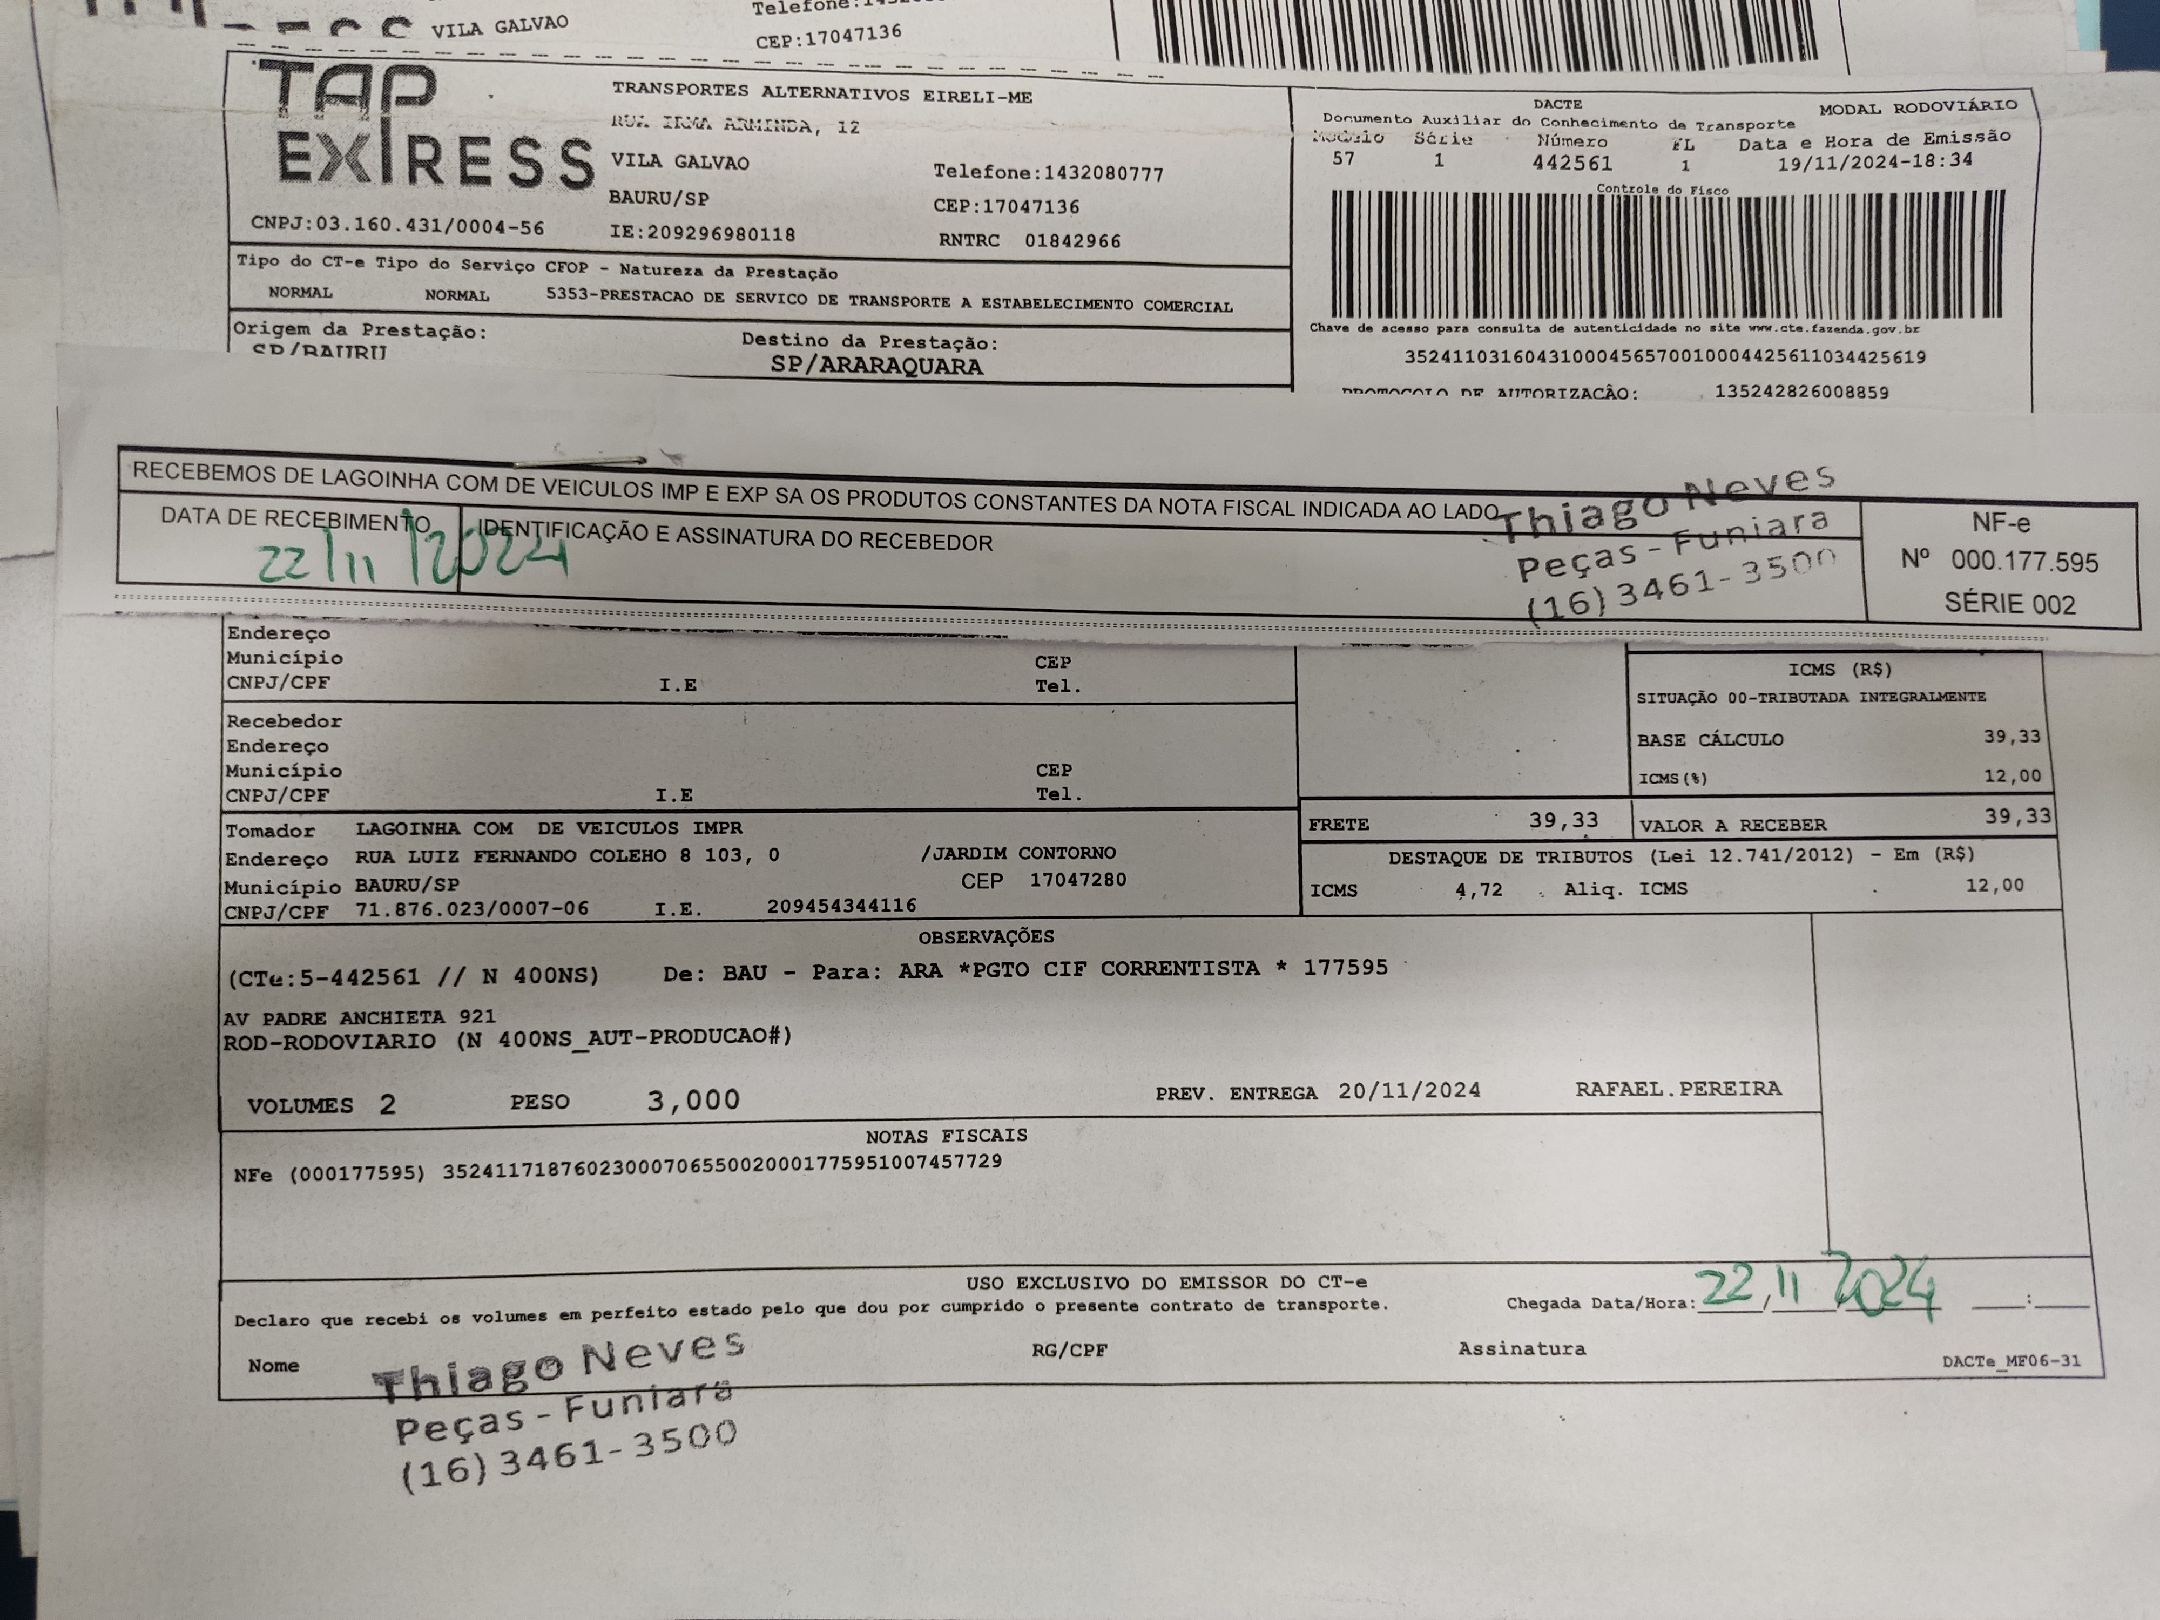 VILA GALVAO
CEP:17047136
TAP
EXPRESS
TRANSPORTES ALTERNATIVOS EIRELI-ME
RUA IRMA ARMINDA, 12
VILA GALVAO
Telefone:1432080777
BAURU/SP
CEP:17047136
CNPJ:03.160.431/0004-56
IE:209296980118
RNTRC 01842966
DACTE
MODAL RODOVIÁRIO
Documento Auxiliar do Conhecimento de Transporte
Modelo Série Número FL Data e Hora de Emissão
57 1 442561 1 19/11/2024-18:34
Controle do Fisco
Tipo do CT-e Tipo do Serviço CFOP - Natureza da Prestação
NORMAL NORMAL 5353-PRESTACAO DE SERVICO DE TRANSPORTE A ESTABELECIMENTO COMERCIAL
Origem da Prestação:
SP/BAURU
Destino da Prestação:
SP/ARARAQUARA
Chave de acesso para consulta de autenticidade no site www.cte.fazenda.gov.br
35241103160431000456570010004425611034425619
PROTOCOLO DE AUTORIZAÇÂO: 135242826008859
RECEBEMOS DE LAGOINHA COM DE VEICULOS IMP E EXP SA OS PRODUTOS CONSTANTES DA NOTA FISCAL INDICADA AO LADO
DATA DE RECEBIMENTO
22/11/2024
IDENTIFICAÇÃO E ASSINATURA DO RECEBEDOR
Thiago Neves
Peças - Funiara
(16) 3461-3500
NF-e
Nº 000.177.595
SÉRIE 002
Endereço
Município CEP
CNPJ/CPF I.E Tel.
Recebedor
Endereço
Município CEP
CNPJ/CPF I.E Tel.
ICMS (R$)
SITUAÇÃO 00-TRIBUTADA INTEGRALMENTE
BASE CÁLCULO 39,33
ICMS(%) 12,00
FRETE 39,33 VALOR A RECEBER 39,33
Tomador LAGOINHA COM DE VEICULOS IMPR
Endereço RUA LUIZ FERNANDO COLEHO 8 103, 0 /JARDIM CONTORNO
Município BAURU/SP CEP 17047280
CNPJ/CPF 71.876.023/0007-06 I.E. 209454344116
DESTAQUE DE TRIBUTOS (Lei 12.741/2012) - Em (R$)
ICMS 4,72 Aliq. ICMS 12,00
OBSERVAÇÕES
(CTe:5-442561 // N 400NS) De: BAU - Para: ARA *PGTO CIF CORRENTISTA * 177595
AV PADRE ANCHIETA 921
ROD-RODOVIARIO (N 400NS_AUT-PRODUCAO#)
VOLUMES 2 PESO 3,000 PREV. ENTREGA 20/11/2024 RAFAEL.PEREIRA
NOTAS FISCAIS
NFe (000177595) 35241171876023000706550020001775951007457729
USO EXCLUSIVO DO EMISSOR DO CT-e
Declaro que recebi os volumes em perfeito estado pelo que dou por cumprido o presente contrato de transporte.
Chegada Data/Hora: 22/11/2024 __:__
Nome RG/CPF Assinatura
DACTe_MF06-31
Thiago Neves
Peças - Funiara
(16) 3461-3500